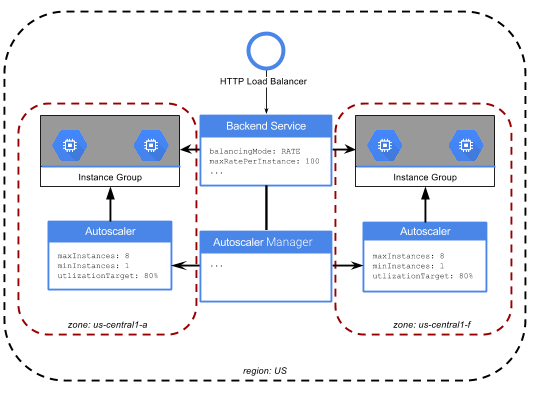 HTTP Load Balancer
Backend Service
balancingMode: RATE
maxRatePerInstance: 100
...
Instance Group
Instance Group
Autoscaler
maxInstances: 8
minInstances: 1
utlizationTarget: 80%
Autoscaler Manager
...
Autoscaler
maxInstances: 8
minInstances: 1
utlizationTarget: 80%
zone: us-central1-a
zone: us-central1-f
region: US